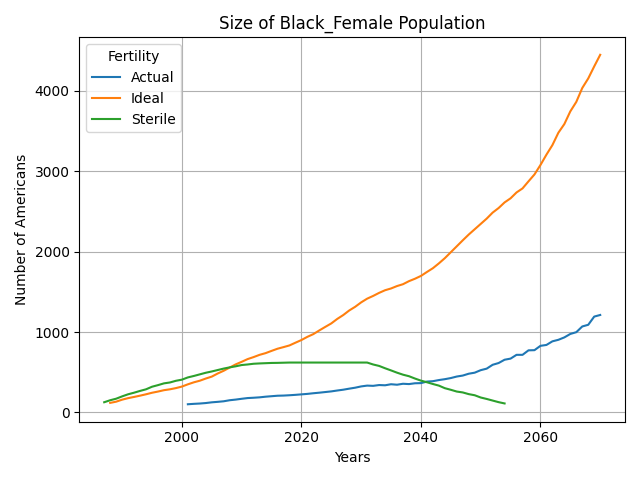 Size of Black_Female Population
Fertility
Actual
Ideal
Sterile
Number of Americans
4000
3000
2000
1000
0
2000
2020
2040
2060
Years